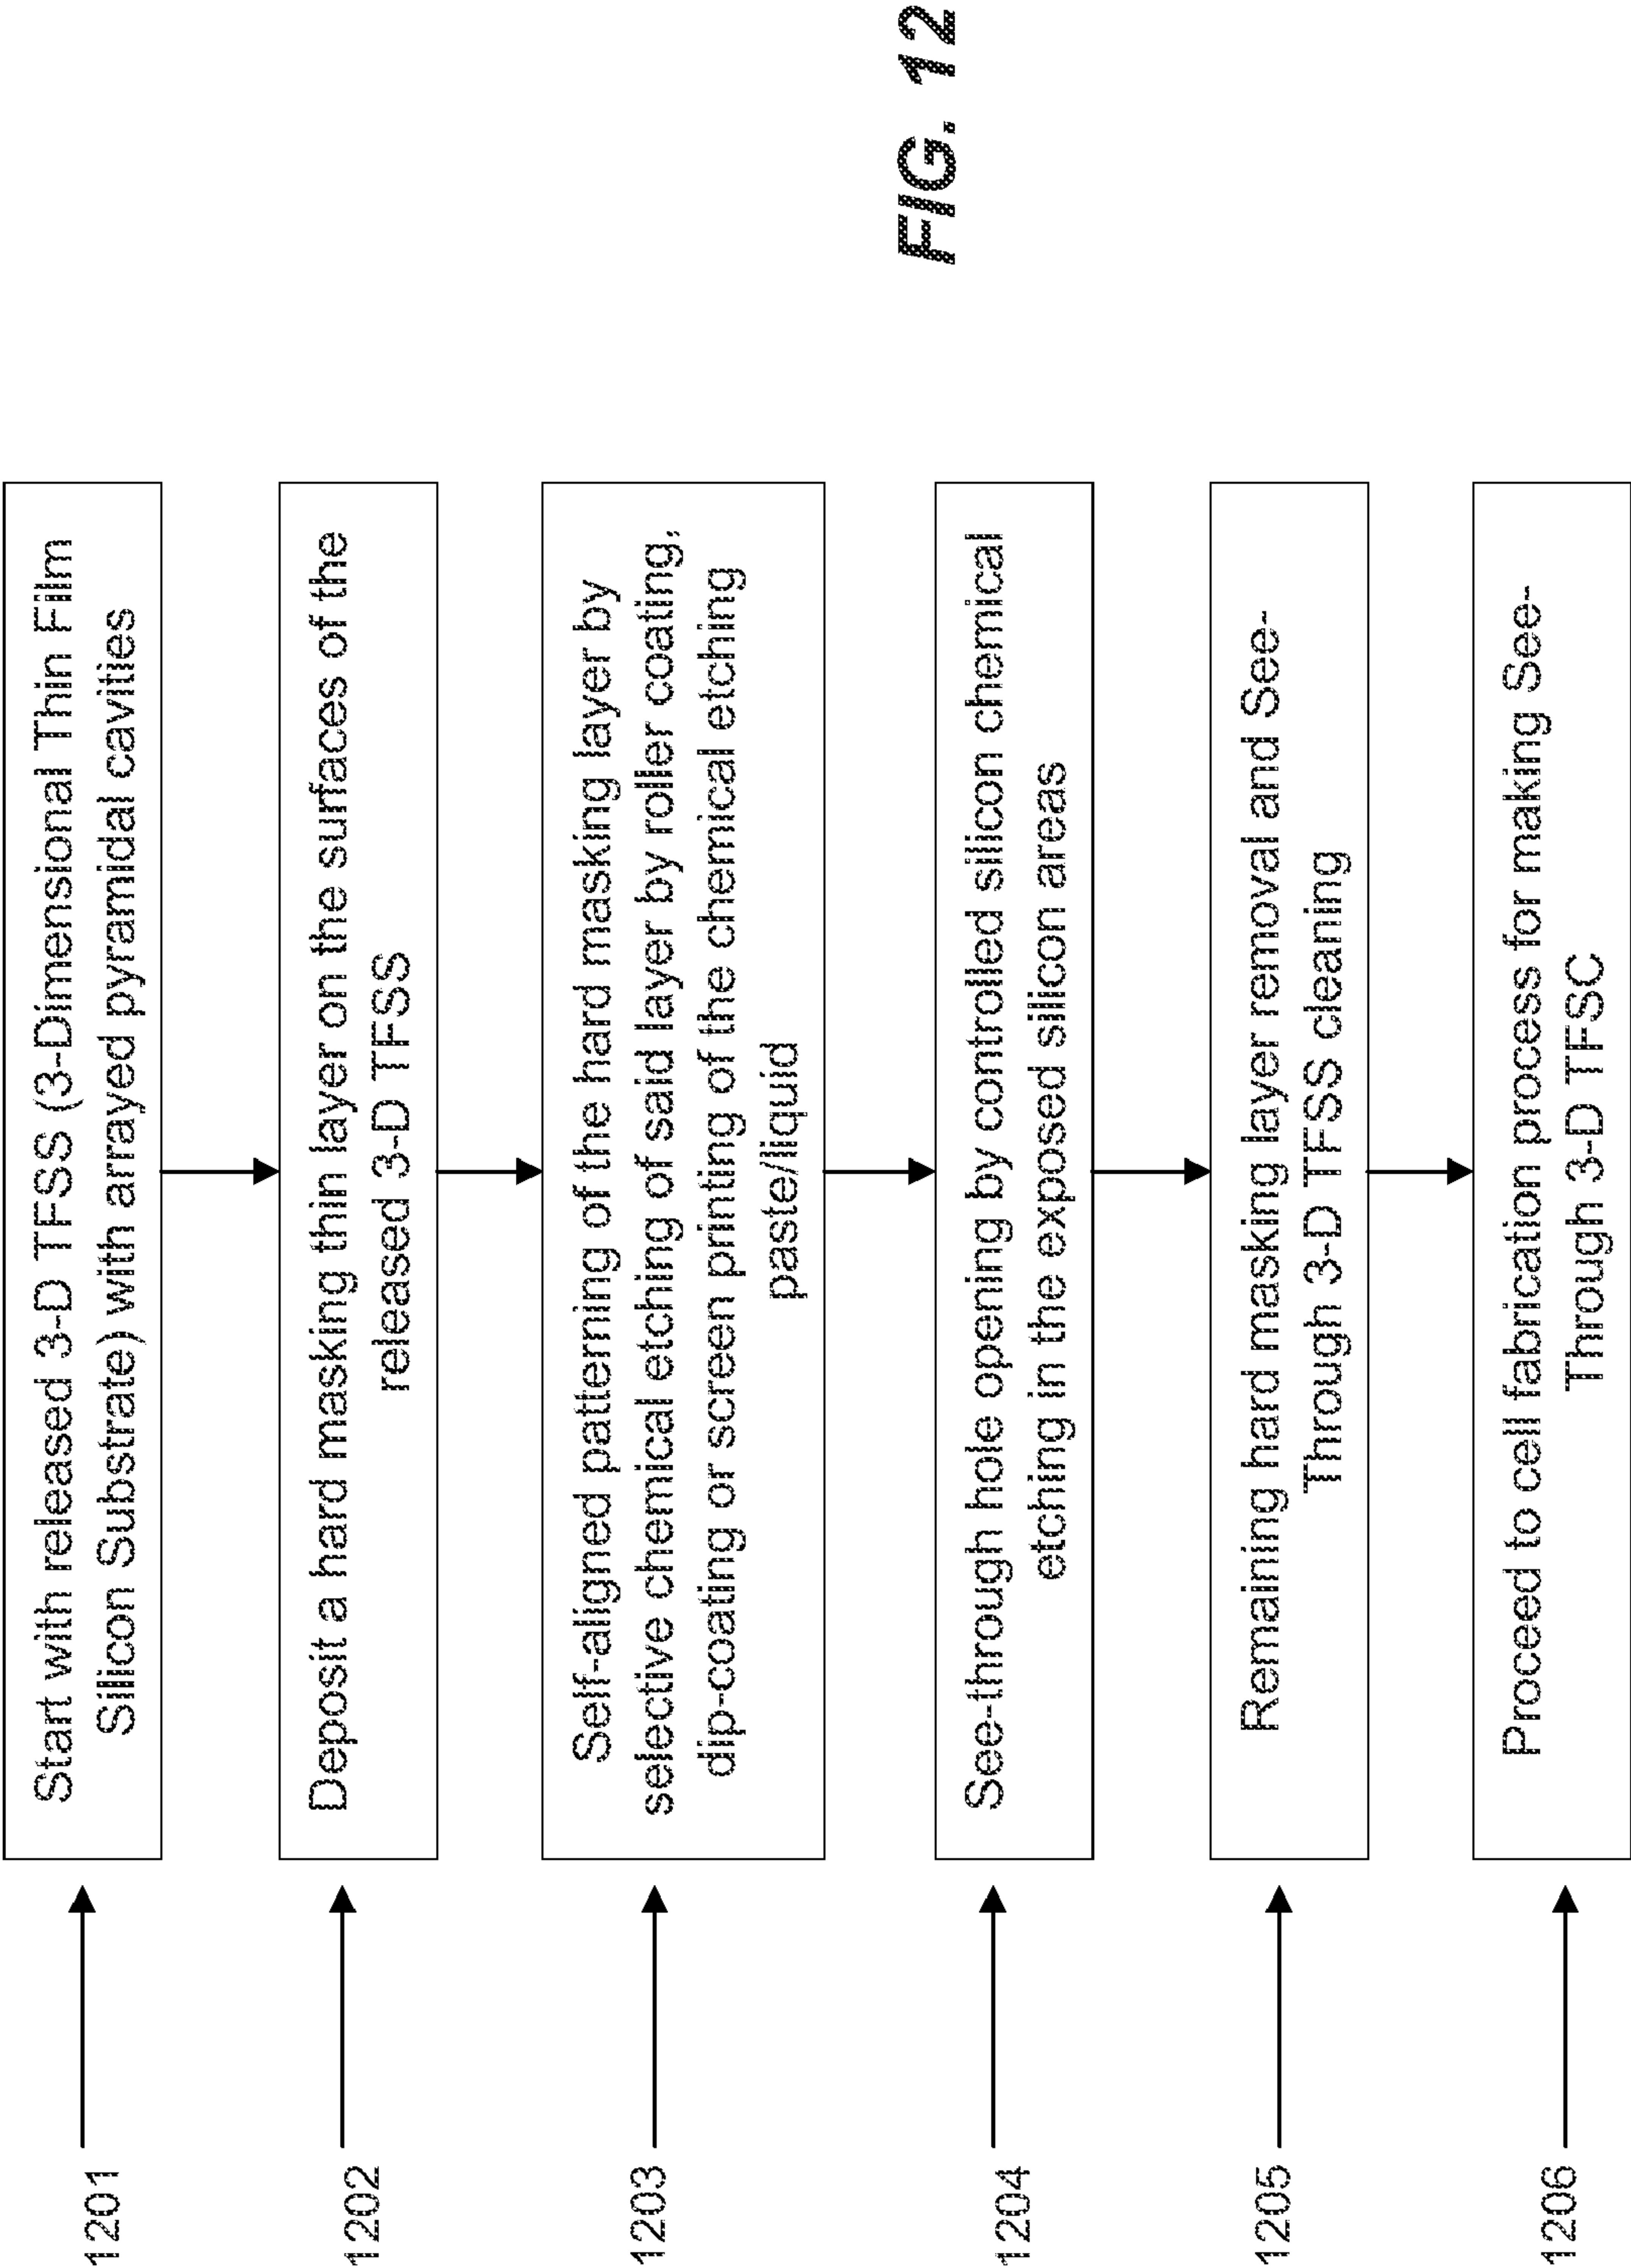 1201
Start with released 3-D TFSS (3-Dimensional Thin Film
Silicon Substrate) with arrayed pyramidal cavities
1202
Deposit a hard masking thin layer on the surfaces of the
released 3-D TFSS
1203
Self-aligned patterning of the hard masking layer by
selective chemical etching of said layer by roller coating,
dip-coating or screen printing of the chemical etching
paste/liquid
1204
See-through hole opening by controlled silicon chemical
etching in the exposed silicon areas
1205
Remaining hard masking layer removal and See-
Through 3-D TFSS cleaning
1206
Proceed to cell fabrication process for making See-
Through 3-D TFSC
FIG. 12